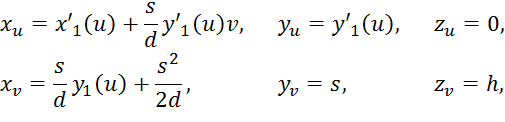 x_u = x'_1(u) + \frac{s}{d} y'_1(u)v, y_u = y'_1(u), z_u = 0,
x_v = \frac{s}{d} y_1(u) + \frac{s^2}{2d}, y_v = s, z_v = h,